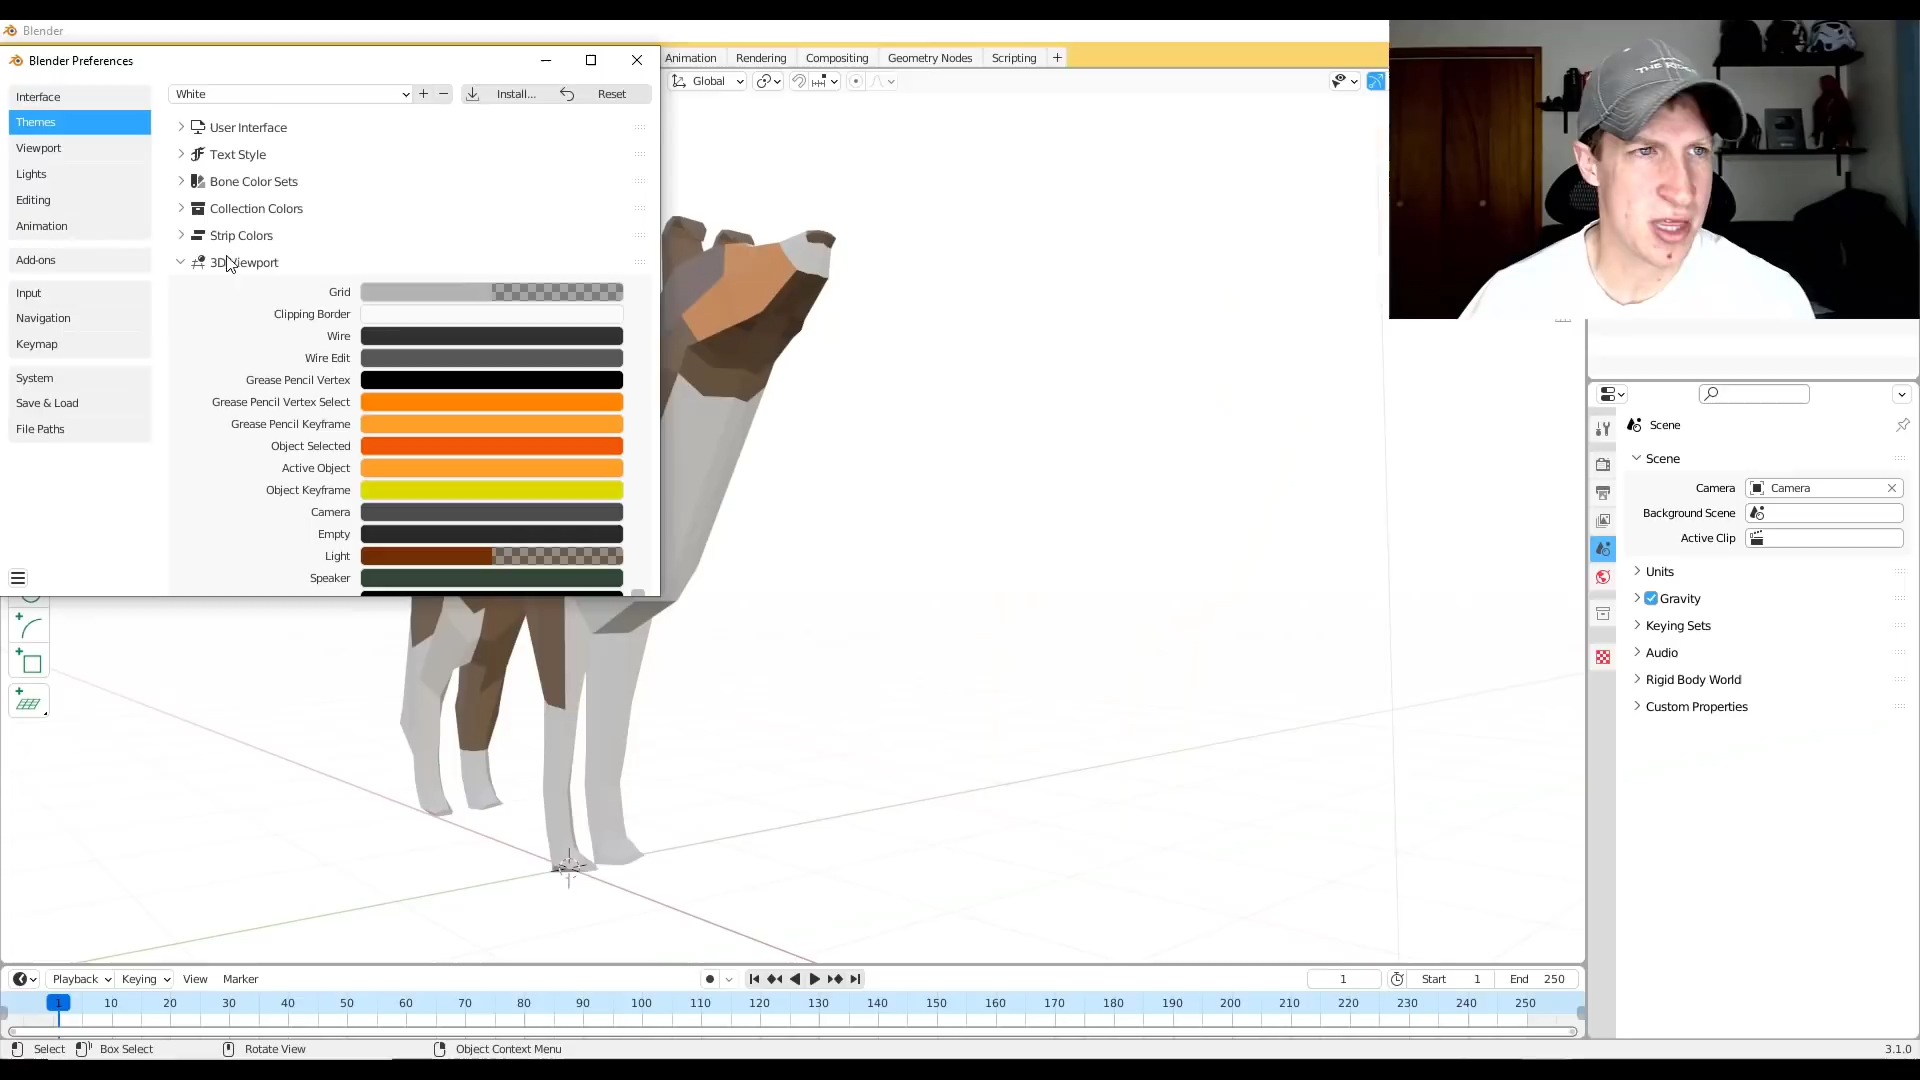 Blender
Blender Preferences
Animation
Rendering
Compositing
Geometry Nodes
Scripting
+
Global
White
Install...
Reset
Interface
Themes
Viewport
Lights
Editing
Animation
Add-ons
Input
Navigation
Keymap
System
Save & Load
File Paths
User Interface
Text Style
Bone Color Sets
Collection Colors
Strip Colors
3D Viewport
Grid
Clipping Border
Wire
Wire Edit
Grease Pencil Vertex
Grease Pencil Vertex Select
Grease Pencil Keyframe
Object Selected
Active Object
Object Keyframe
Camera
Empty
Light
Speaker
Scene
Scene
Camera
Camera
Background Scene
Active Clip
Units
Gravity
Keying Sets
Audio
Rigid Body World
Custom Properties
Playback
Keying
View
Marker
1
Start 1
End 250
1 10 20 30 40 50 60 70 80 90 100 110 120 130 140 150 160 170 180 190 200 210 220 230 240 250
Select
Box Select
Rotate View
Object Context Menu
3.1.0